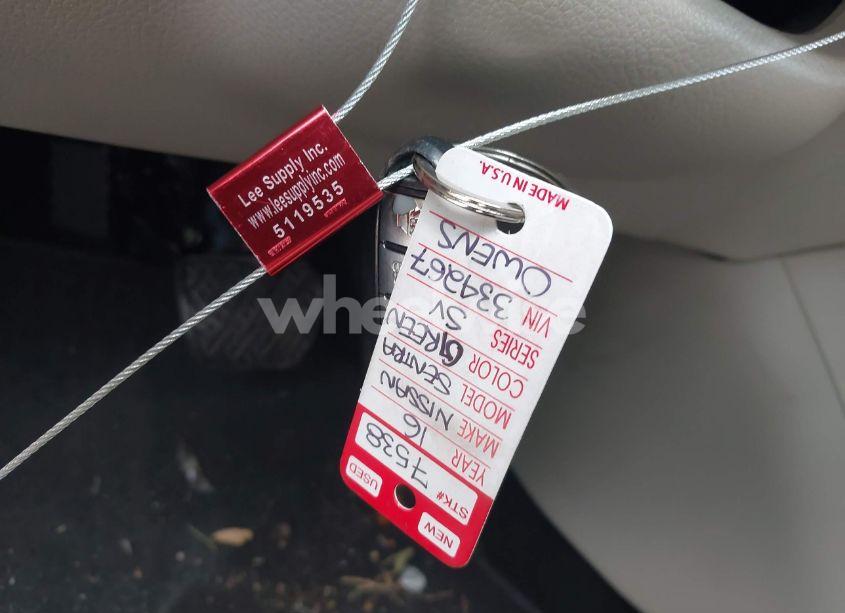 Lee Supply Inc.
www.leesupplyinc.com
5119535
NEW
USED
STK# 7538
YEAR 16
MAKE NISSAN
MODEL SENTRA
COLOR GREEN
SERIES SV
VIN 334267
OWENS
MADE IN U.S.A.